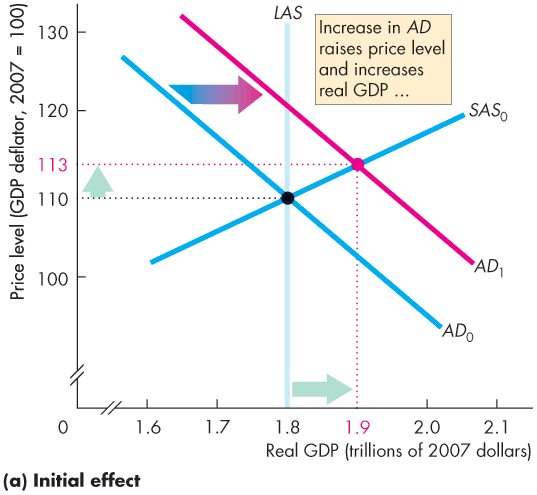 Price level (GDP deflator, 2007 = 100)
130
120
113
110
100
0
LAS
Increase in AD
raises price level
and increases
real GDP ...
SAS0
AD1
AD0
1.6
1.7
1.8
1.9
2.0
2.1
Real GDP (trillions of 2007 dollars)
(a) Initial effect